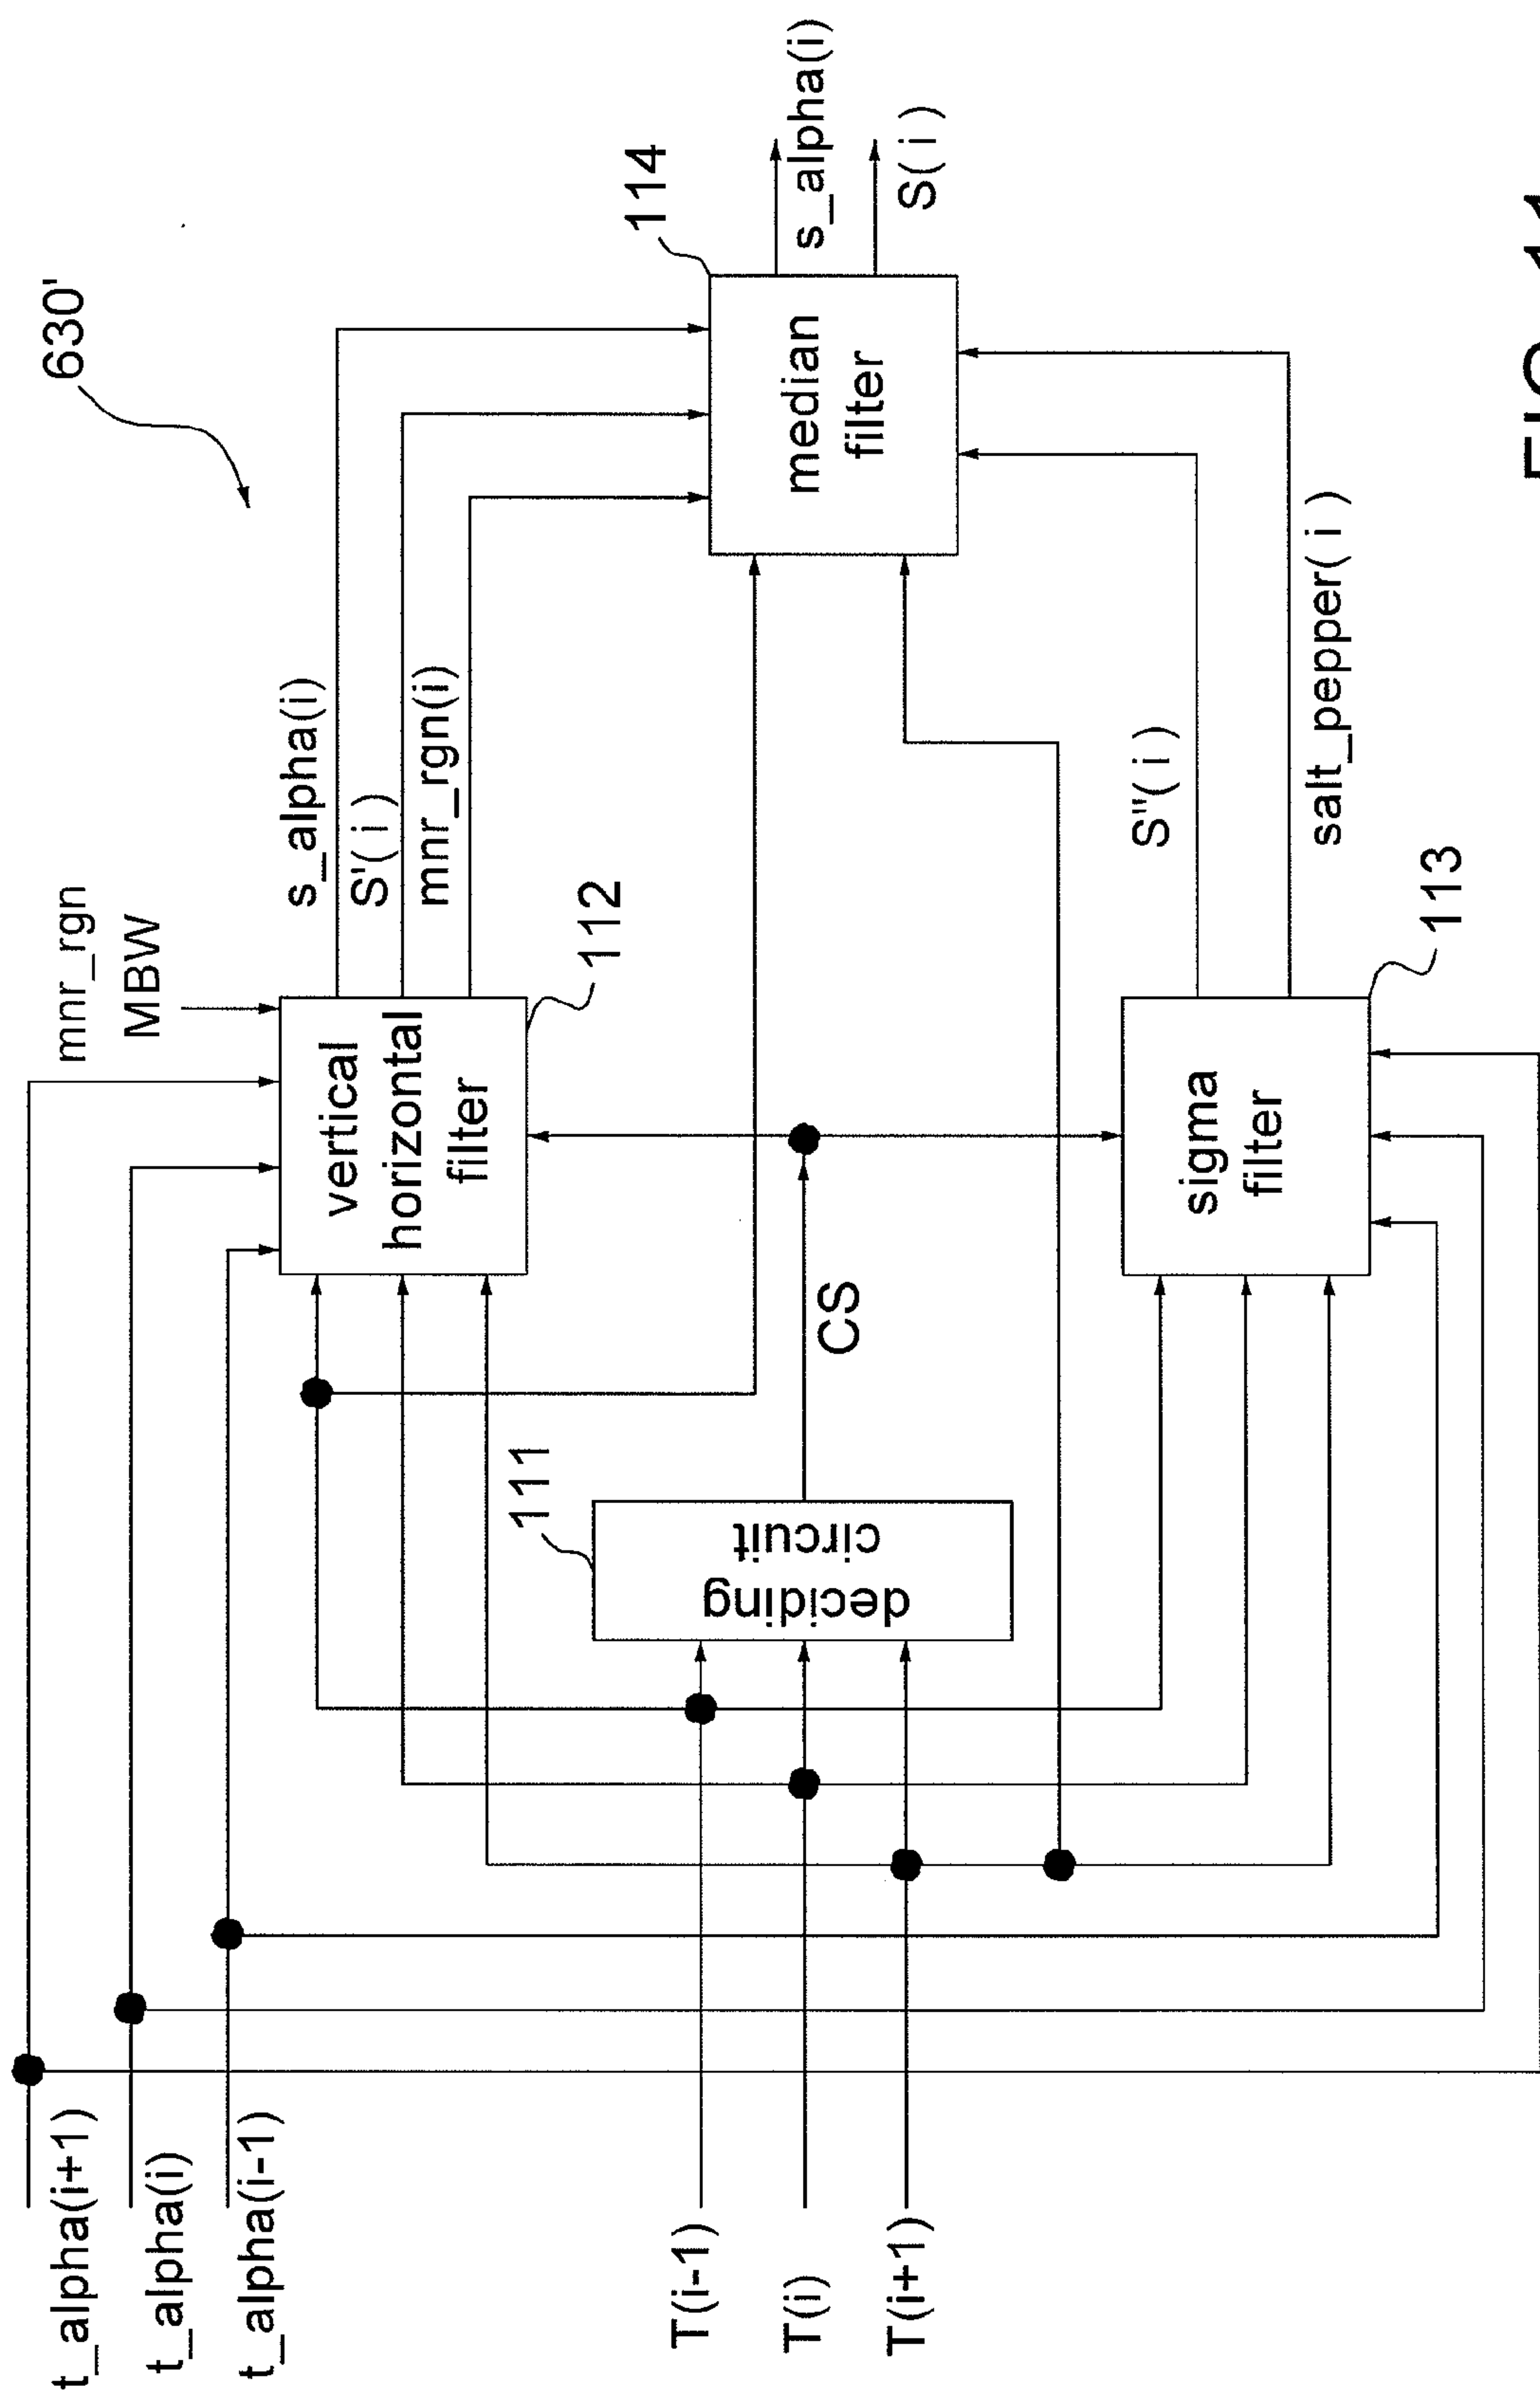 630'
t_alpha(i+1)
t_alpha(i)
t_alpha(i-1)
T(i-1)
T(i)
T(i+1)
mnr_rgn
MBW
vertical
horizontal
filter
112
s_alpha(i)
S'( i )
mnr_rgn(i)
deciding
circuit
111
CS
sigma
filter
113
S"( i )
salt_pepper( i )
median
filter
114
s_alpha(i)
S( i )